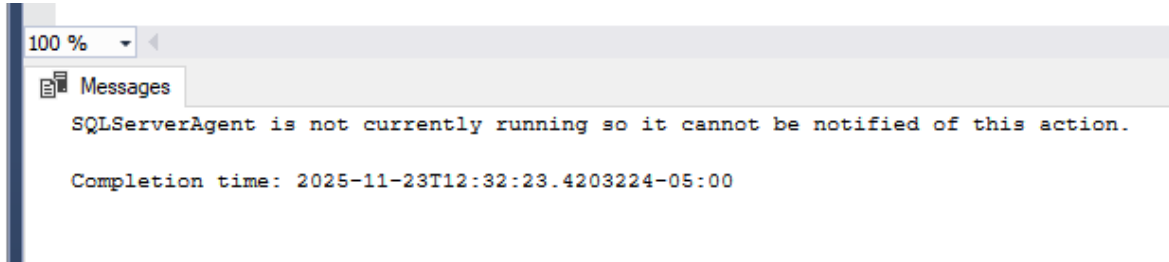 100 %
Messages
SQLServerAgent is not currently running so it cannot be notified of this action.
Completion time: 2025-11-23T12:32:23.4203224-05:00